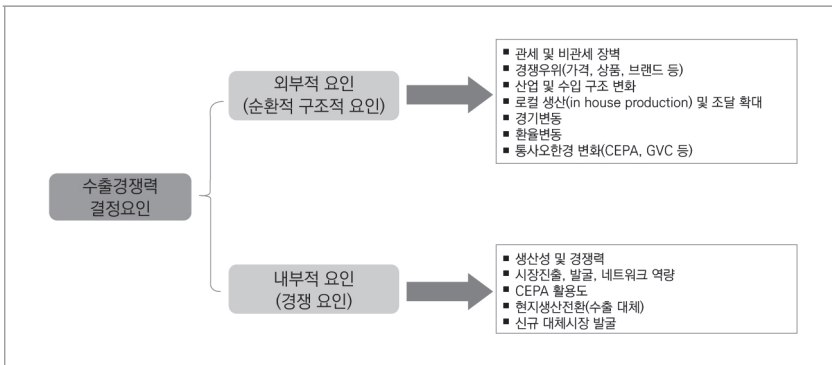 수출경쟁력
결정요인
외부적 요인
(순환적 구조적 요인)
■ 관세 및 비관세 장벽
■ 경쟁우위(가격, 상품, 브랜드 등)
■ 산업 및 수입 구조 변화
■ 로컬 생산(in house production) 및 조달 확대
■ 경기변동
■ 환율변동
■ 통사오한경 변화(CEPA, GVC 등)
내부적 요인
(경쟁 요인)
■ 생산성 및 경쟁력
■ 시장진출, 발굴, 네트워크 역량
■ CEPA 활용도
■ 현지생산전환(수출 대체)
■ 신규 대체시장 발굴